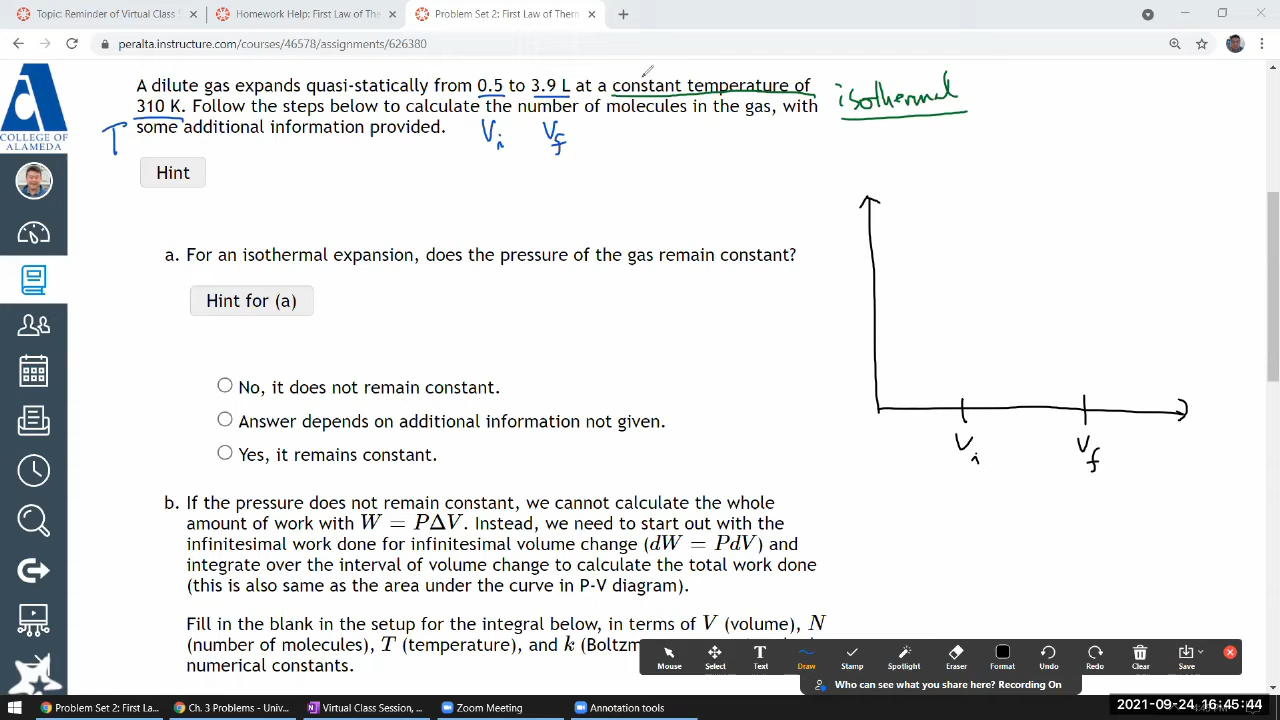 Topic: Reminder of Virtual Class S
Homework Help: First Law of The
Problem Set 2: First Law of Therm
peralta.instructure.com/courses/46578/assignments/626380
COLLEGE OF
ALAMEDA
A dilute gas expands quasi-statically from 0.5 to 3.9 L at a constant temperature of
310 K. Follow the steps below to calculate the number of molecules in the gas, with
some additional information provided.
isothermal
T
Vi
Vf
Hint
a. For an isothermal expansion, does the pressure of the gas remain constant?
Hint for (a)
No, it does not remain constant.
Answer depends on additional information not given.
Yes, it remains constant.
Vi
Vf
b. If the pressure does not remain constant, we cannot calculate the whole
amount of work with W = PΔV. Instead, we need to start out with the
infinitesimal work done for infinitesimal volume change (dW = PdV) and
integrate over the interval of volume change to calculate the total work done
(this is also same as the area under the curve in P-V diagram).
Fill in the blank in the setup for the integral below, in terms of V (volume), N
(number of molecules), T (temperature), and k (Boltzm
numerical constants.
Mouse
Select
Text
Draw
Stamp
Spotlight
Eraser
Format
Undo
Redo
Clear
Save
Who can see what you share here? Recording On
Problem Set 2: First La...
Ch. 3 Problems - Univ...
Virtual Class Session, ...
Zoom Meeting
Annotation tools
2021-09-24 16:45:44